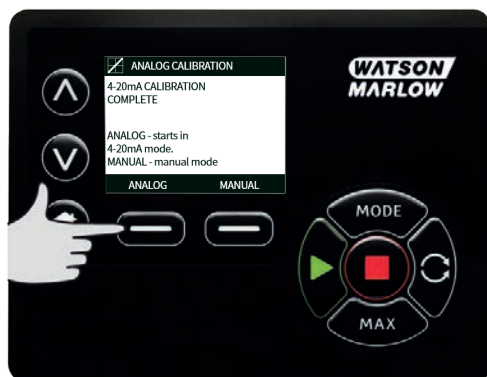 ANALOG CALIBRATION
4-20mA CALIBRATION
COMPLETE
ANALOG - starts in
4-20mA mode.
MANUAL - manual mode
ANALOG MANUAL
WATSON
MARLOW
MODE
MAX